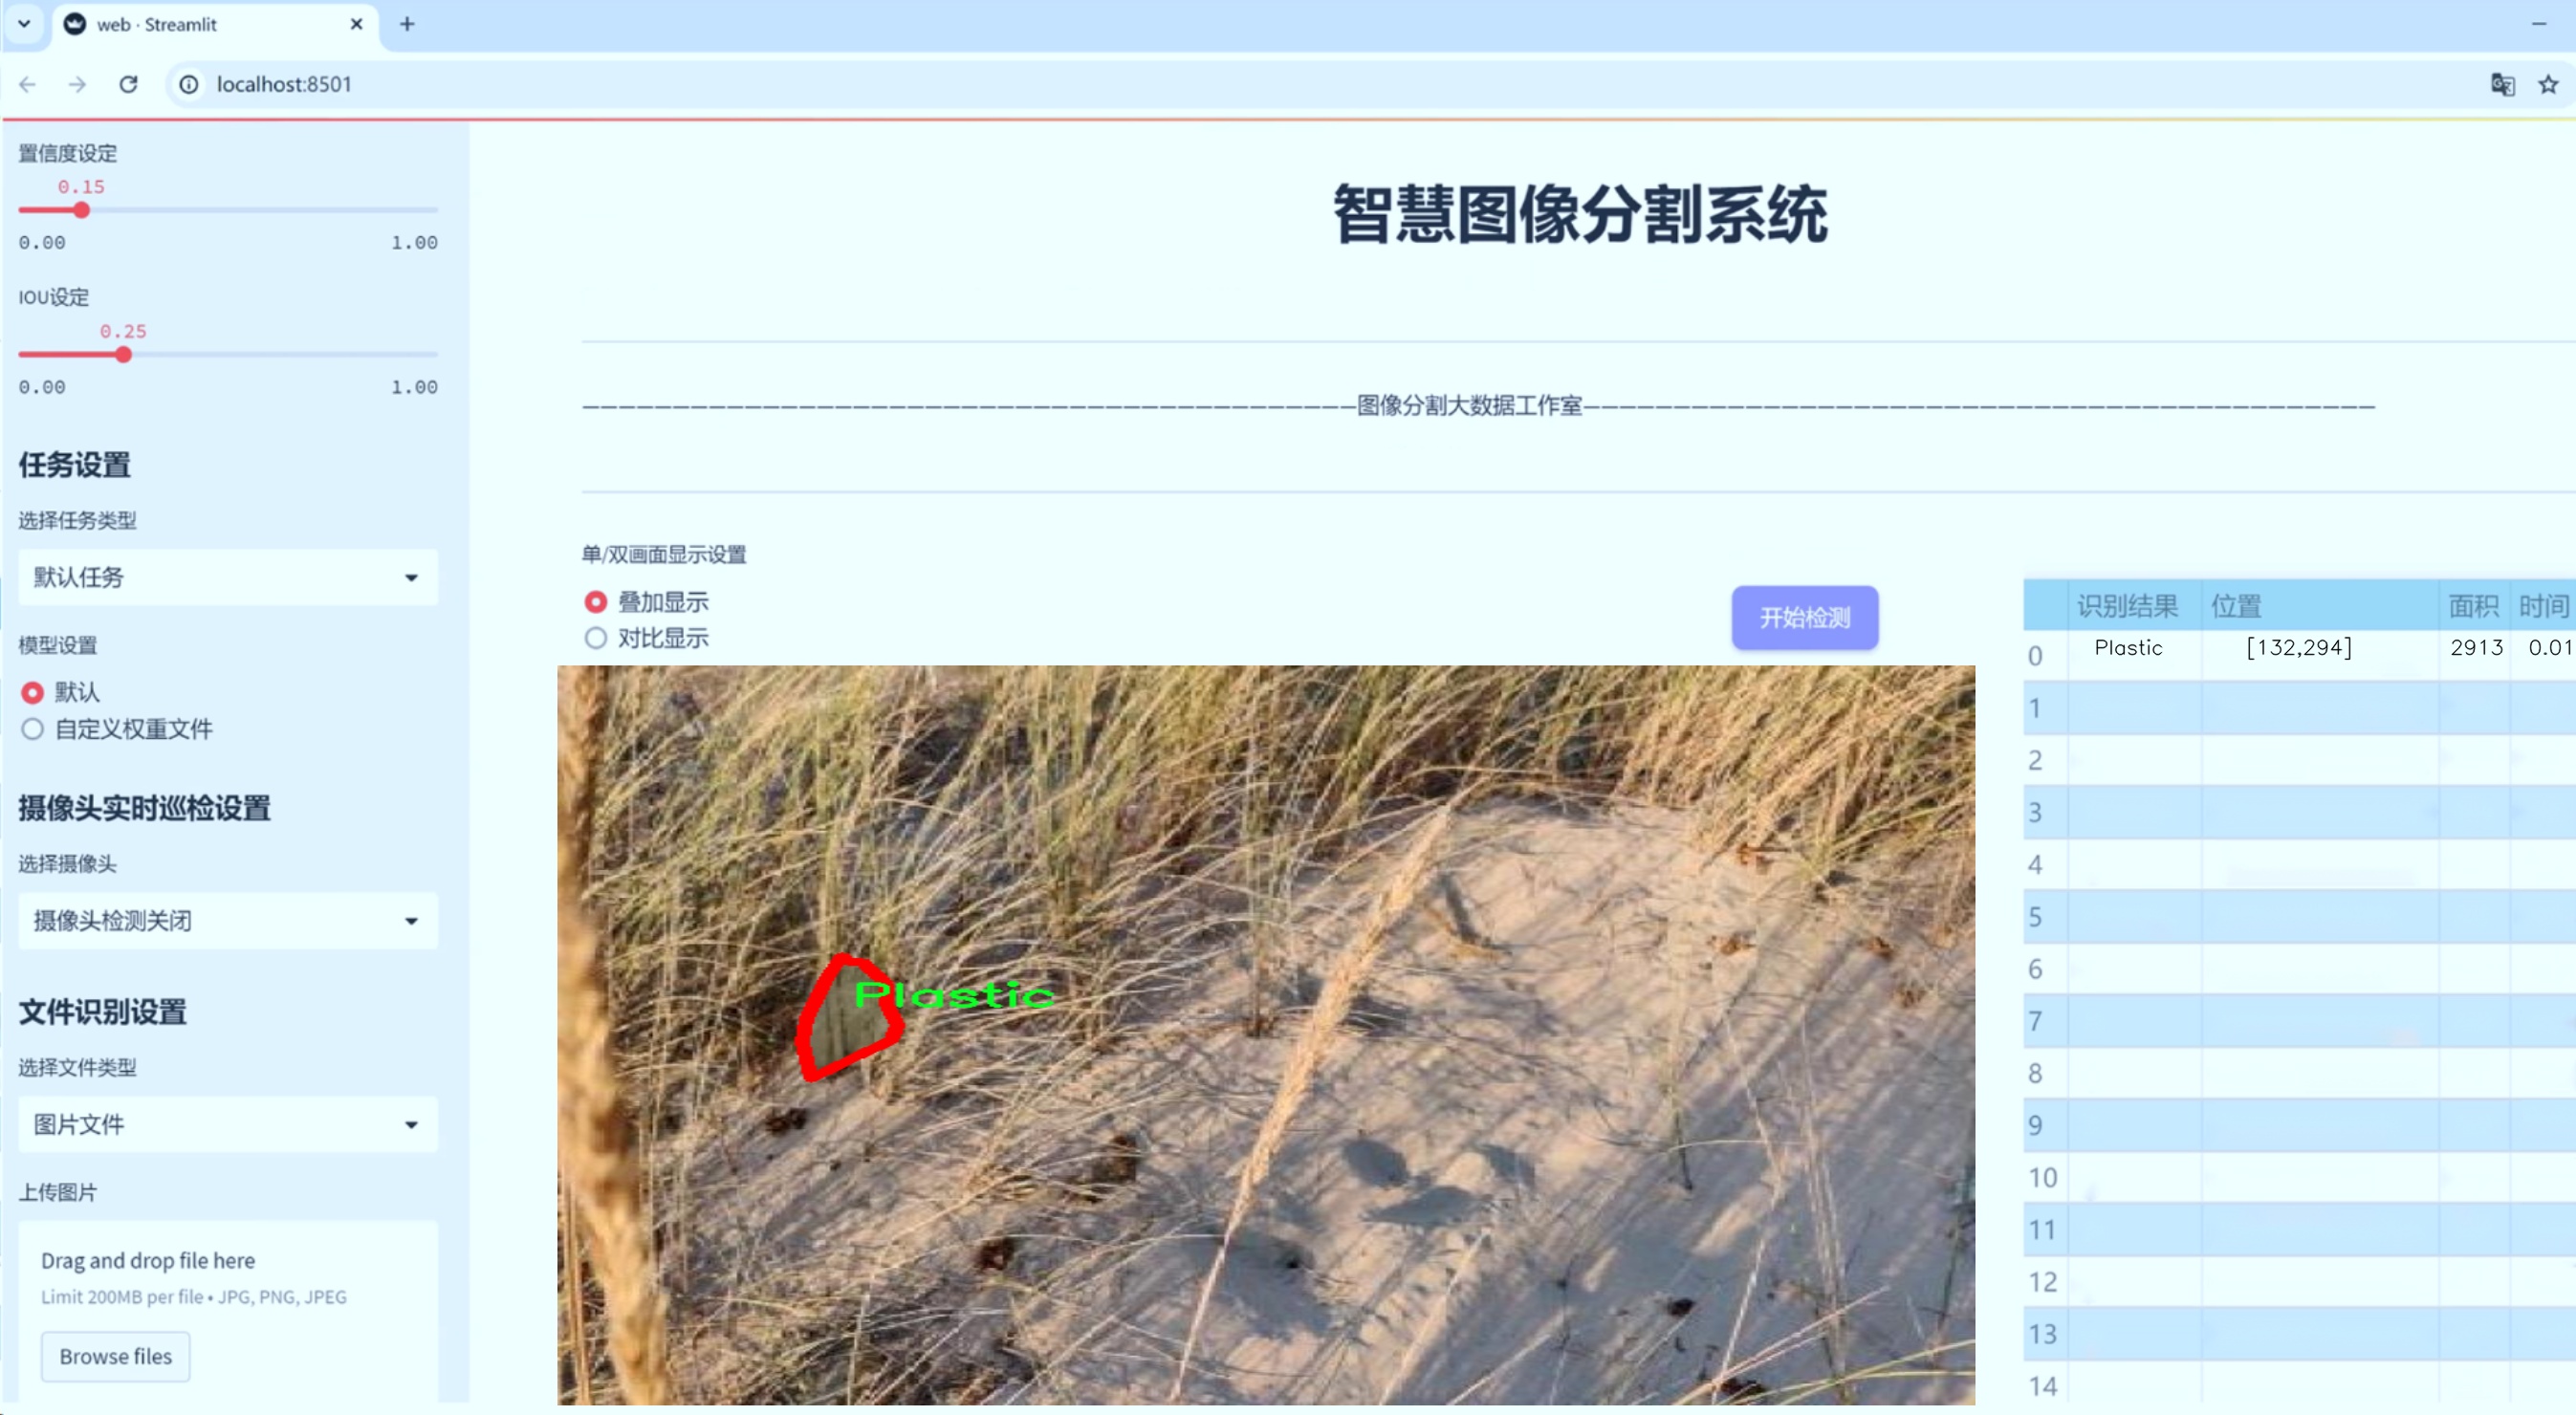 web · Streamlit
localhost:8501
置信度设定
0.15
0.00 1.00
IOU设定
0.25
0.00 1.00
任务设置
选择任务类型
默认任务
模型设置
默认
自定义权重文件
摄像头实时巡检设置
选择摄像头
摄像头检测关闭
文件识别设置
选择文件类型
图片文件
上传图片
Drag and drop file here
Limit 200MB per file • JPG, PNG, JPEG
Browse files
智慧图像分割系统
———————————————————————————————————————————图像分割大数据工作室————————————————————————————————————————————
单/双画面显示设置
叠加显示
对比显示
开始检测
Plastic
识别结果 位置 面积 时间
0 Plastic [132,294] 2913 0.01
1
2
3
4
5
6
7
8
9
10
11
12
13
14